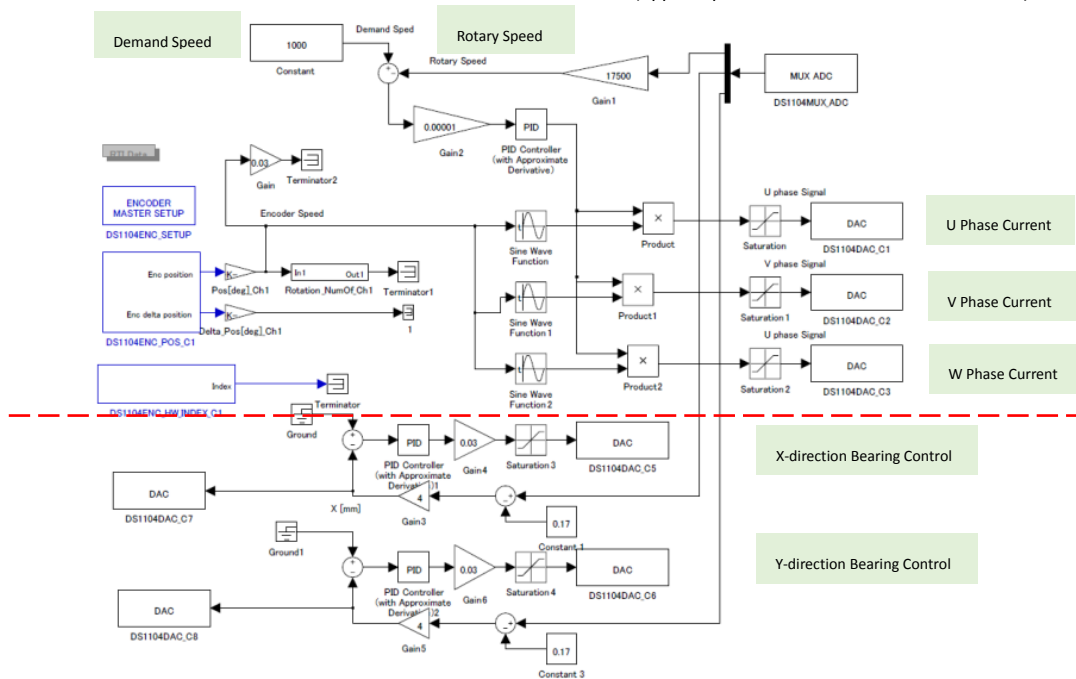 Demand Speed
1000
Constant
Demand Sped
Rotary Speed
+
-
Rotary Speed
17500
Gain1
MUX ADC
DS1104MUX_ADC
0.00001
Gain2
PID
PID Controller
(with Approximate
Derivative)
0.03
Gain
Terminator2
ENCODER
MASTER SETUP
DS1104ENC_SETUP
Encoder Speed
Sine Wave
Function
×
Product
U phase Signal
Saturation
DAC
DS1104DAC_C1
U Phase Current
Enc position
Enc delta position
DS1104ENC_POS_C1
K-
Pos[deg]_Ch1
In1
Out1
Rotation_NumOf_Ch1
Terminator1
K-
Delta_Pos[deg]_Ch1
1
Sine Wave
Function 1
×
Product1
V phase Signal
Saturation 1
DAC
DS1104DAC_C2
V Phase Current
Sine Wave
Function 2
×
Product2
U phase Signal
Saturation 2
DAC
DS1104DAC_C3
W Phase Current
Index
DS1104ENC_HW_INDEX_C1
Terminator
Ground
PID
PID Controller
(with Approximate
Derivative)1
0.03
Gain4
Saturation 3
DAC
DS1104DAC_C5
X-direction Bearing Control
DAC
DS1104DAC_C7
X [mm]
4
Gain3
0.17
Constant 1
Ground1
PID
PID Controller
(with Approximate
Derivative)2
0.03
Gain6
Saturation 4
DAC
DS1104DAC_C6
Y-direction Bearing Control
DAC
DS1104DAC_C8
4
Gain5
0.17
Constant 3